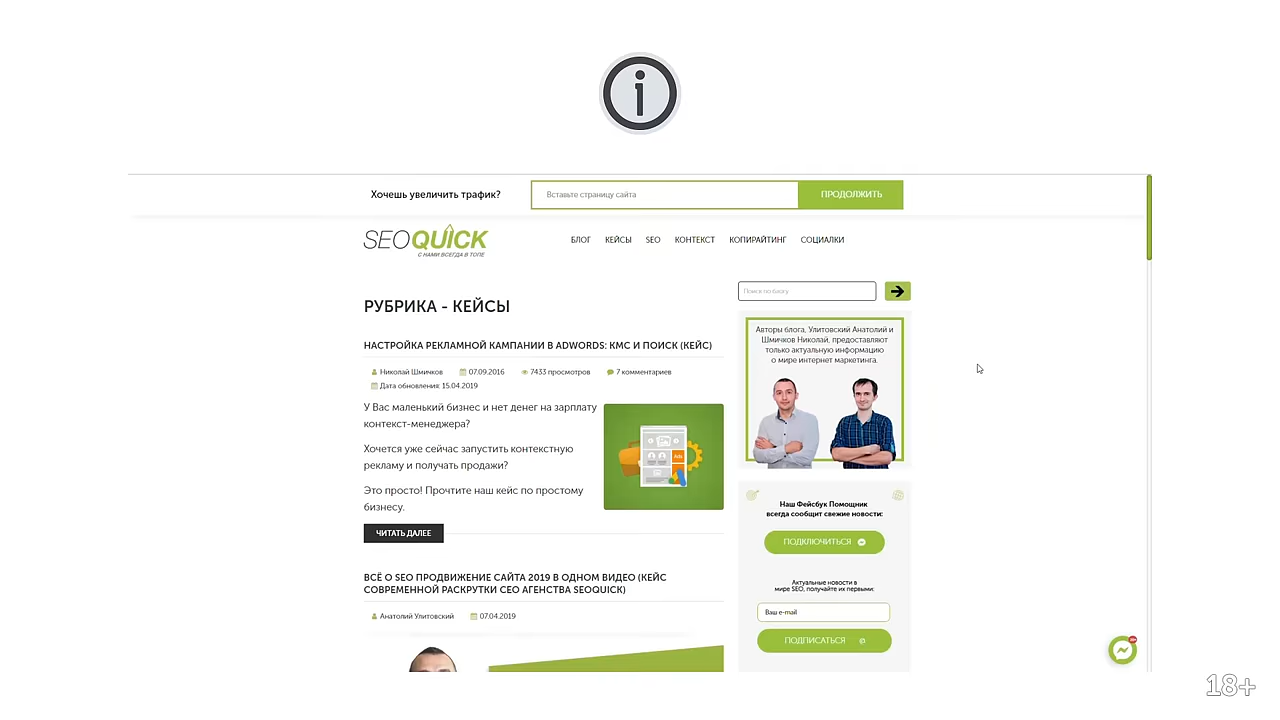 Хочешь увеличить трафик?
Вставьте страницу сайта
ПРОДОЛЖИТЬ
SEOQUICK
С НАМИ ВСЕГДА В ТОПЕ
БЛОГ КЕЙСЫ SEO КОНТЕКСТ КОПИРАЙТИНГ СОЦИАЛКИ
РУБРИКА - КЕЙСЫ
НАСТРОЙКА РЕКЛАМНОЙ КАМПАНИИ В ADWORDS: КМС И ПОИСК (КЕЙС)
Николай Шмичков 07.09.2016 7433 просмотров 7 комментариев
Дата обновления: 15.04.2019
У Вас маленький бизнес и нет денег на зарплату
контекст-менеджера?
Хочется уже сейчас запустить контекстную
рекламу и получать продажи?
Это просто! Прочтите наш кейс по простому
бизнесу.
Ads
ЧИТАТЬ ДАЛЕЕ
ВСЁ О SEO ПРОДВИЖЕНИЕ САЙТА 2019 В ОДНОМ ВИДЕО (КЕЙС
СОВРЕМЕННОЙ РАСКРУТКИ СЕО АГЕНСТВА SEOQUICK)
Анатолий Улитовский 07.04.2019
Поиск по блогу
Авторы блога, Улитовский Анатолий и
Шмичков Николай, предоставляют
только актуальную информацию
о мире интернет маркетинга.
Наш Фейсбук Помощник
всегда сообщит свежие новости:
ПОДКЛЮЧИТЬСЯ
Актуальные новости в
мире SEO, получайте их первыми:
Ваш e-mail
ПОДПИСАТЬСЯ
18+